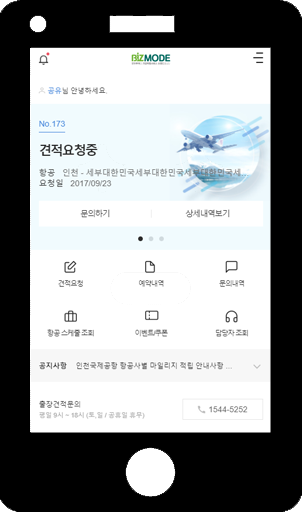 BIZMODE
공유님 안녕하세요.
No.173
견적요청중
항공 인천 - 세부대한민국세부대한민국세부대한민국세...
요청일 2017/09/23
문의하기 상세내역보기
견적요청 예약내역 문의내역
항공 스케줄 조회 이벤트/쿠폰 담당자 조회
공지사항 인천국제공항 항공사별 마일리지 적립 안내사항 ...
출장견적문의
평일 9시 ~ 18시 (토,일 / 공휴일 휴무)
1544-5252